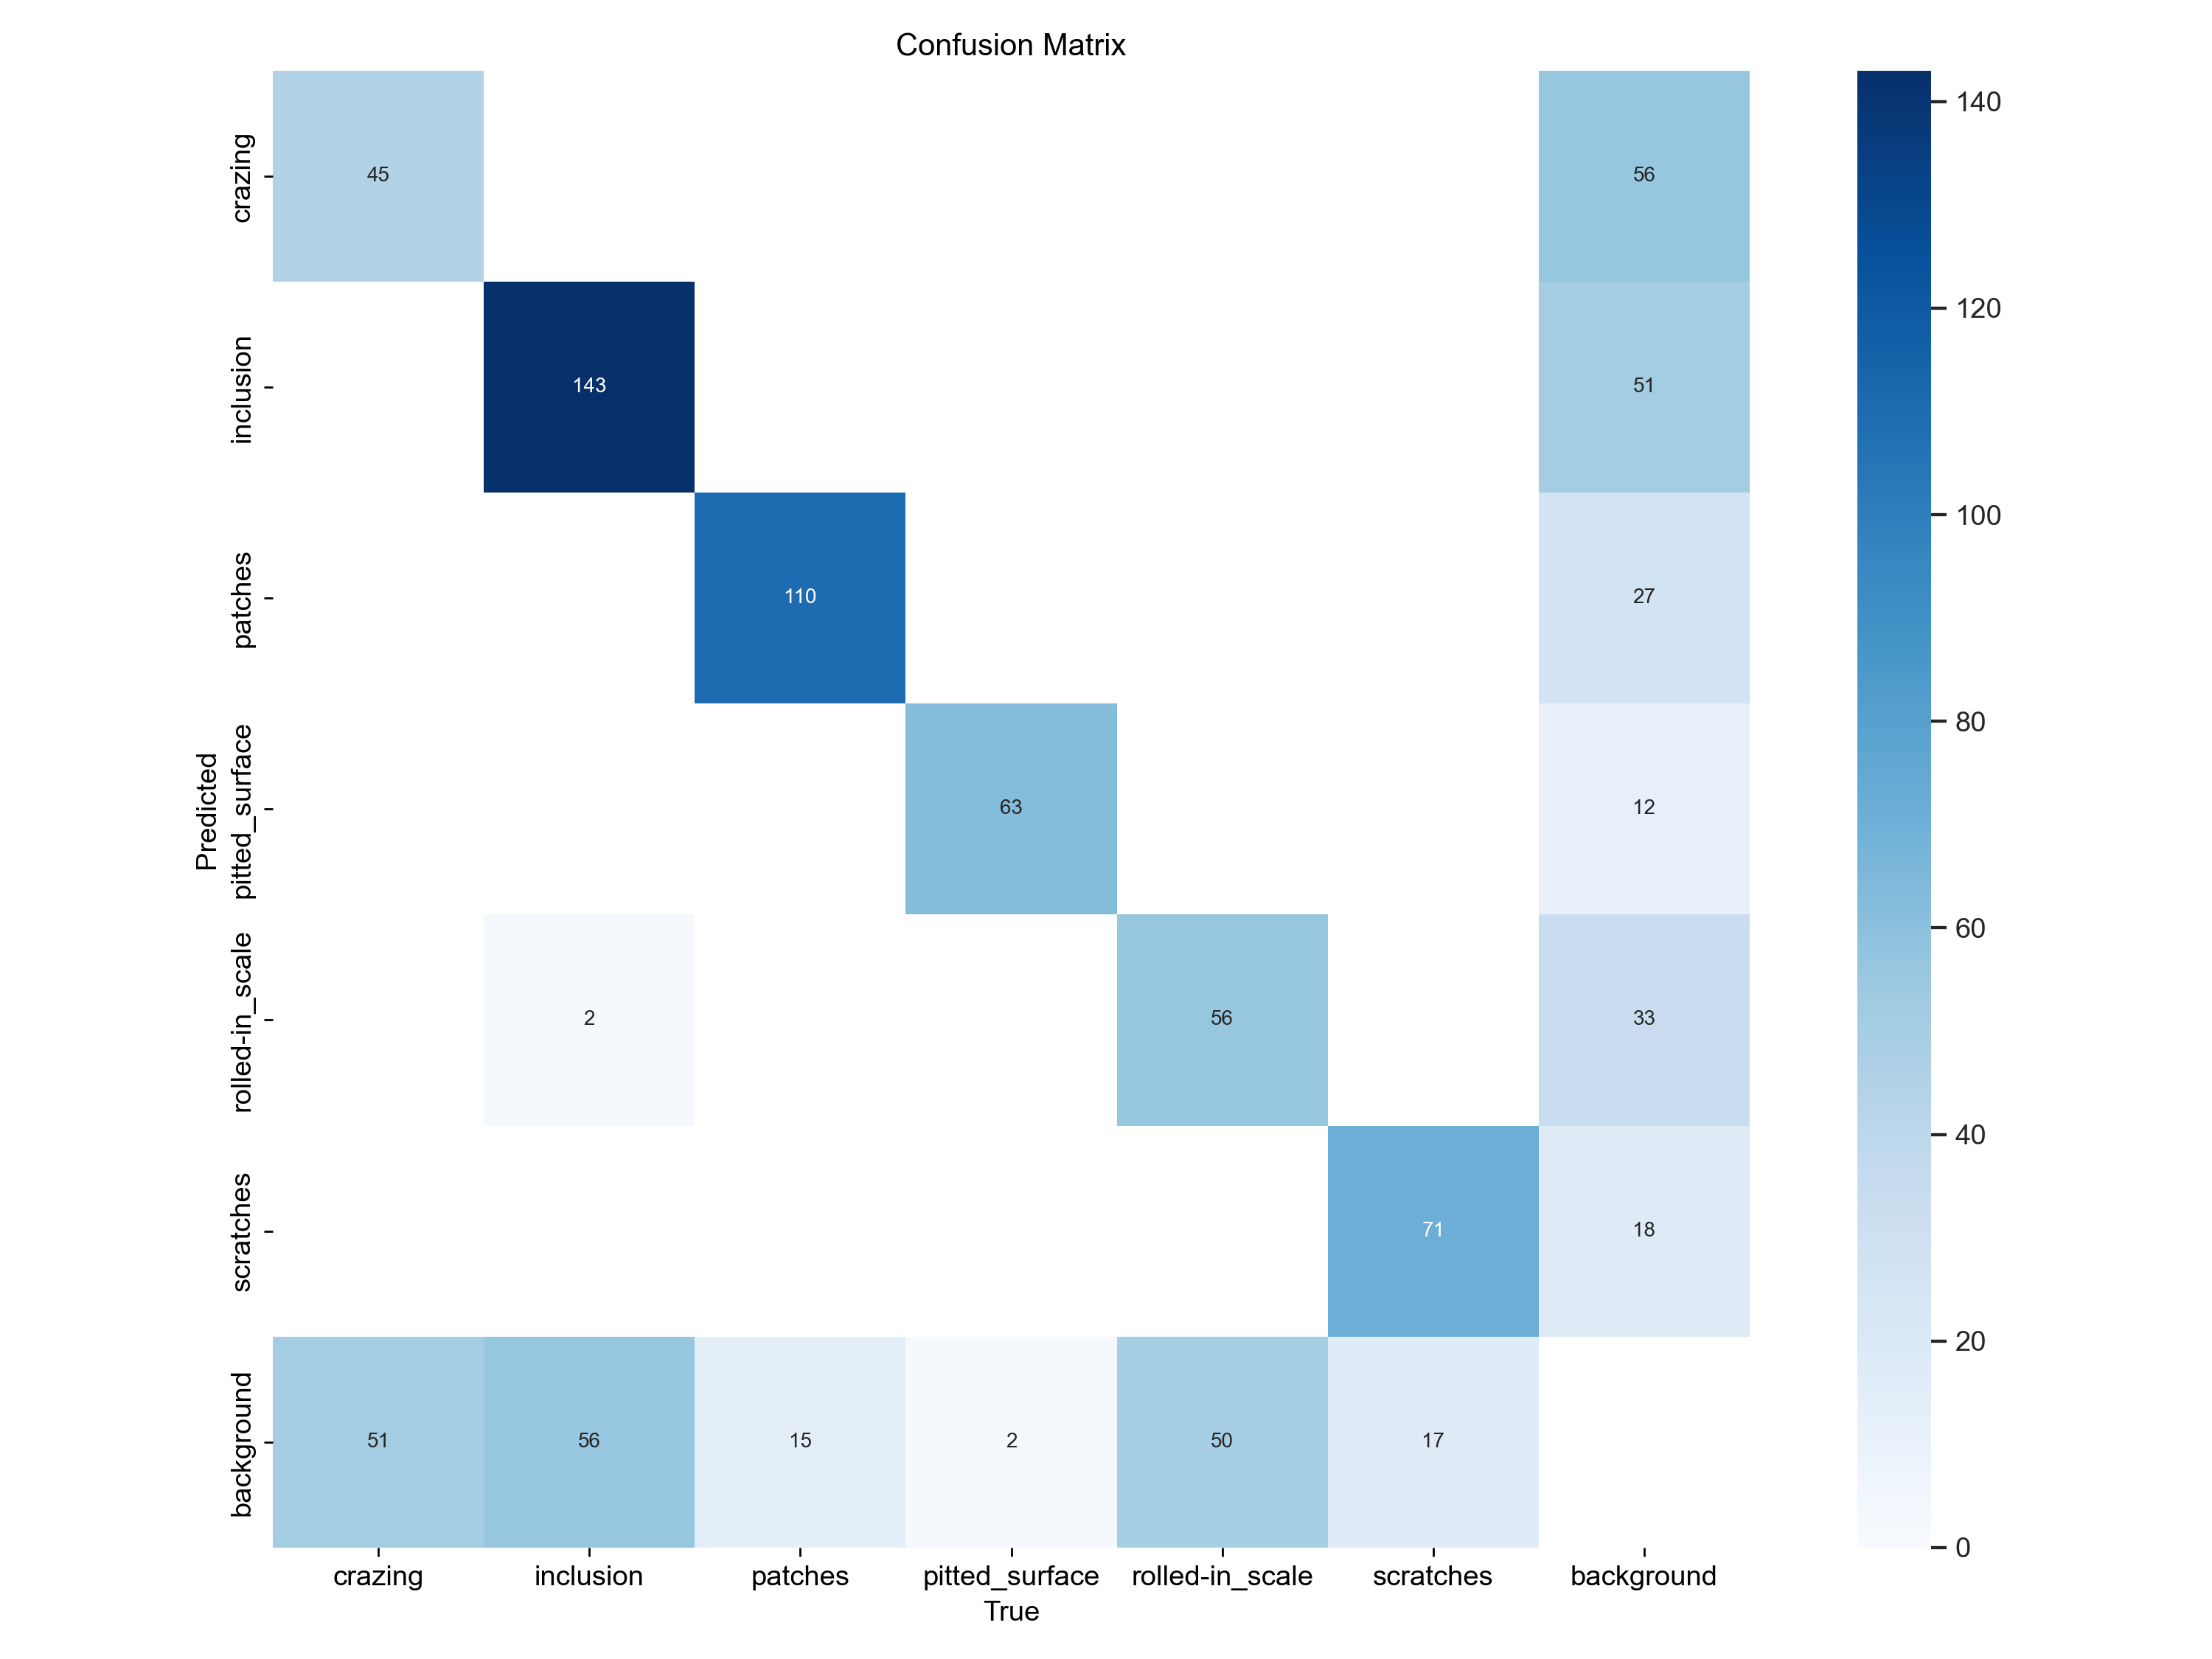 Confusion Matrix
crazing 45 56
inclusion 143 51
patches 110 27
pitted_surface 63 12
rolled-in_scale 2 56 33
scratches 71 18
background 51 56 15 2 50 17
Predicted
crazing inclusion patches pitted_surface rolled-in_scale scratches background
True
140
120
100
80
60
40
20
0